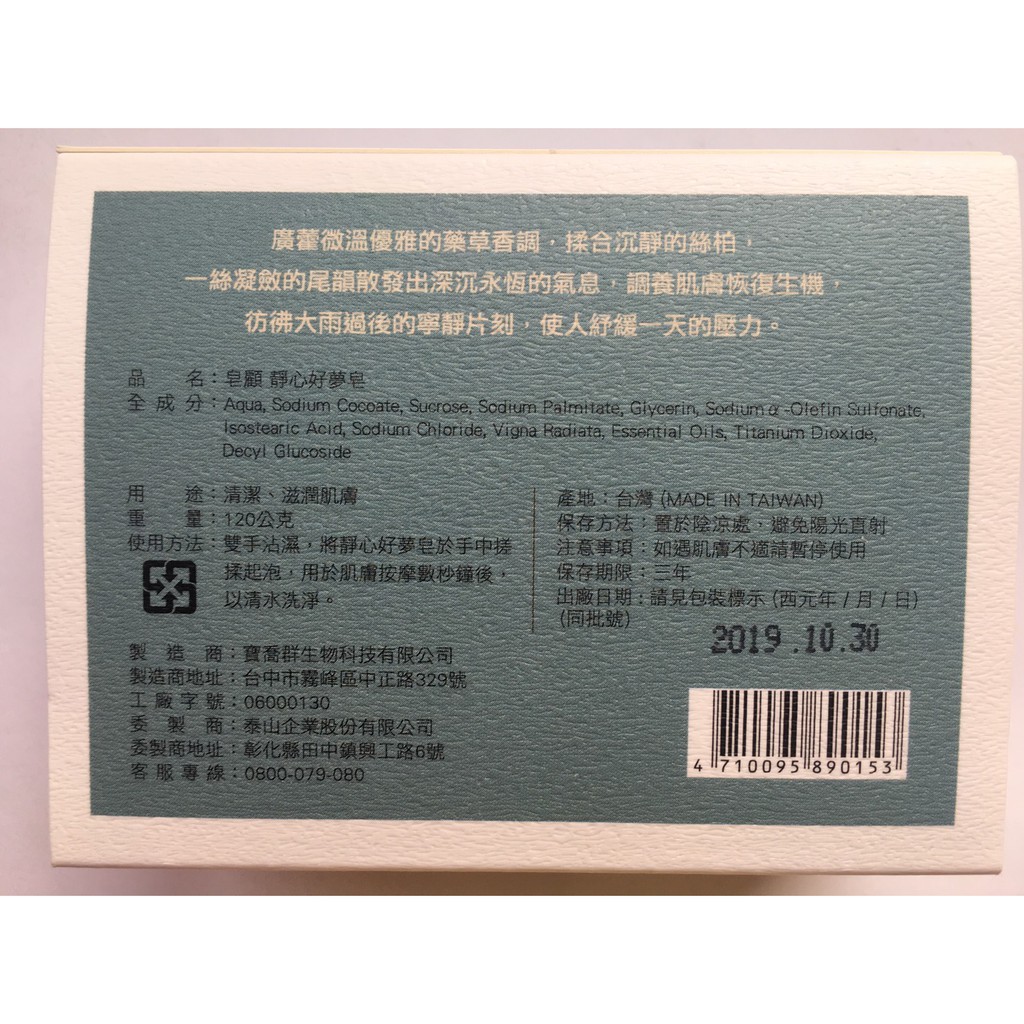 廣藿微溫優雅的藥草香調，揉合沉靜的絲柏，
一絲凝斂的尾韻散發出深沉永恆的氣息，調養肌膚恢復生機，
彷彿大雨過後的寧靜片刻，使人紓緩一天的壓力。
品　　名：皂顧 靜心好夢皂
全 成 分：Aqua, Sodium Cocoate, Sucrose, Sodium Palmitate, Glycerin, Sodium α-Olefin Sulfonate,
Isostearic Acid, Sodium Chloride, Vigna Radiata, Essential Oils, Titanium Dioxide,
Decyl Glucoside
用　　途：清潔、滋潤肌膚
重　　量：120公克
使用方法：雙手沾濕，將靜心好夢皂於手中搓
揉起泡，用於肌膚按摩數秒鐘後，
以清水洗淨。
產地：台灣 (MADE IN TAIWAN)
保存方法：置於陰涼處、避免陽光直射
注意事項：如遇肌膚不適請暫停使用
保存期限：三年
出廠日期：請見包裝標示 (西元年 / 月 / 日)
(同批號)
2019.10.30
製 造 商：寶喬群生物科技有限公司
製造商地址：台中市霧峰區中正路329號
工 廠 字 號：06000130
委 製 商：泰山企業股份有限公司
委製商地址：彰化縣田中鎮興工路6號
客 服 專 線：0800-079-080
4 710095 890153